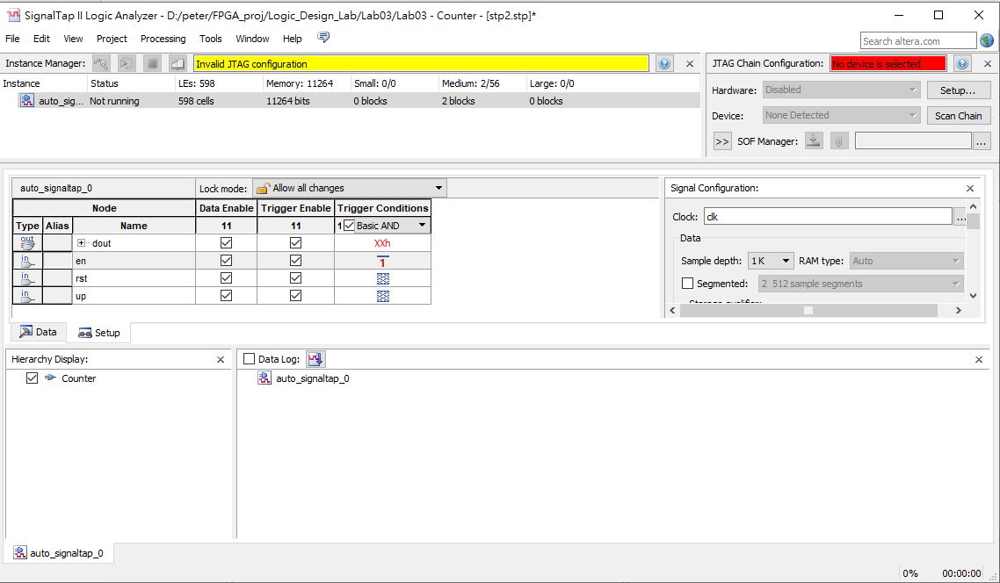 SignalTap II Logic Analyzer - D:/peter/FPGA_proj/Logic_Design_Lab/Lab03/Lab03 - Counter - [stp2.stp]*
File Edit View Project Processing Tools Window Help
Search altera.com
Instance Manager: Invalid JTAG configuration
Instance Status LEs: 598 Memory: 11264 Small: 0/0 Medium: 2/56 Large: 0/0
auto_sig... Not running 598 cells 11264 bits 0 blocks 2 blocks 0 blocks
JTAG Chain Configuration: No device is selected
Hardware: Disabled Setup...
Device: None Detected Scan Chain
>> SOF Manager: ...
auto_signaltap_0 Lock mode: Allow all changes
Node Data Enable Trigger Enable Trigger Conditions
Type Alias Name 11 11 1 Basic AND
out dout XXh
in en 1
in rst
in up
Signal Configuration:
Clock: clk ...
Data
Sample depth: 1 K RAM type: Auto
Segmented: 2 512 sample segments
Storage qualifier:
Data Setup
Hierarchy Display:
Counter
Data Log:
auto_signaltap_0
auto_signaltap_0
0% 00:00:00